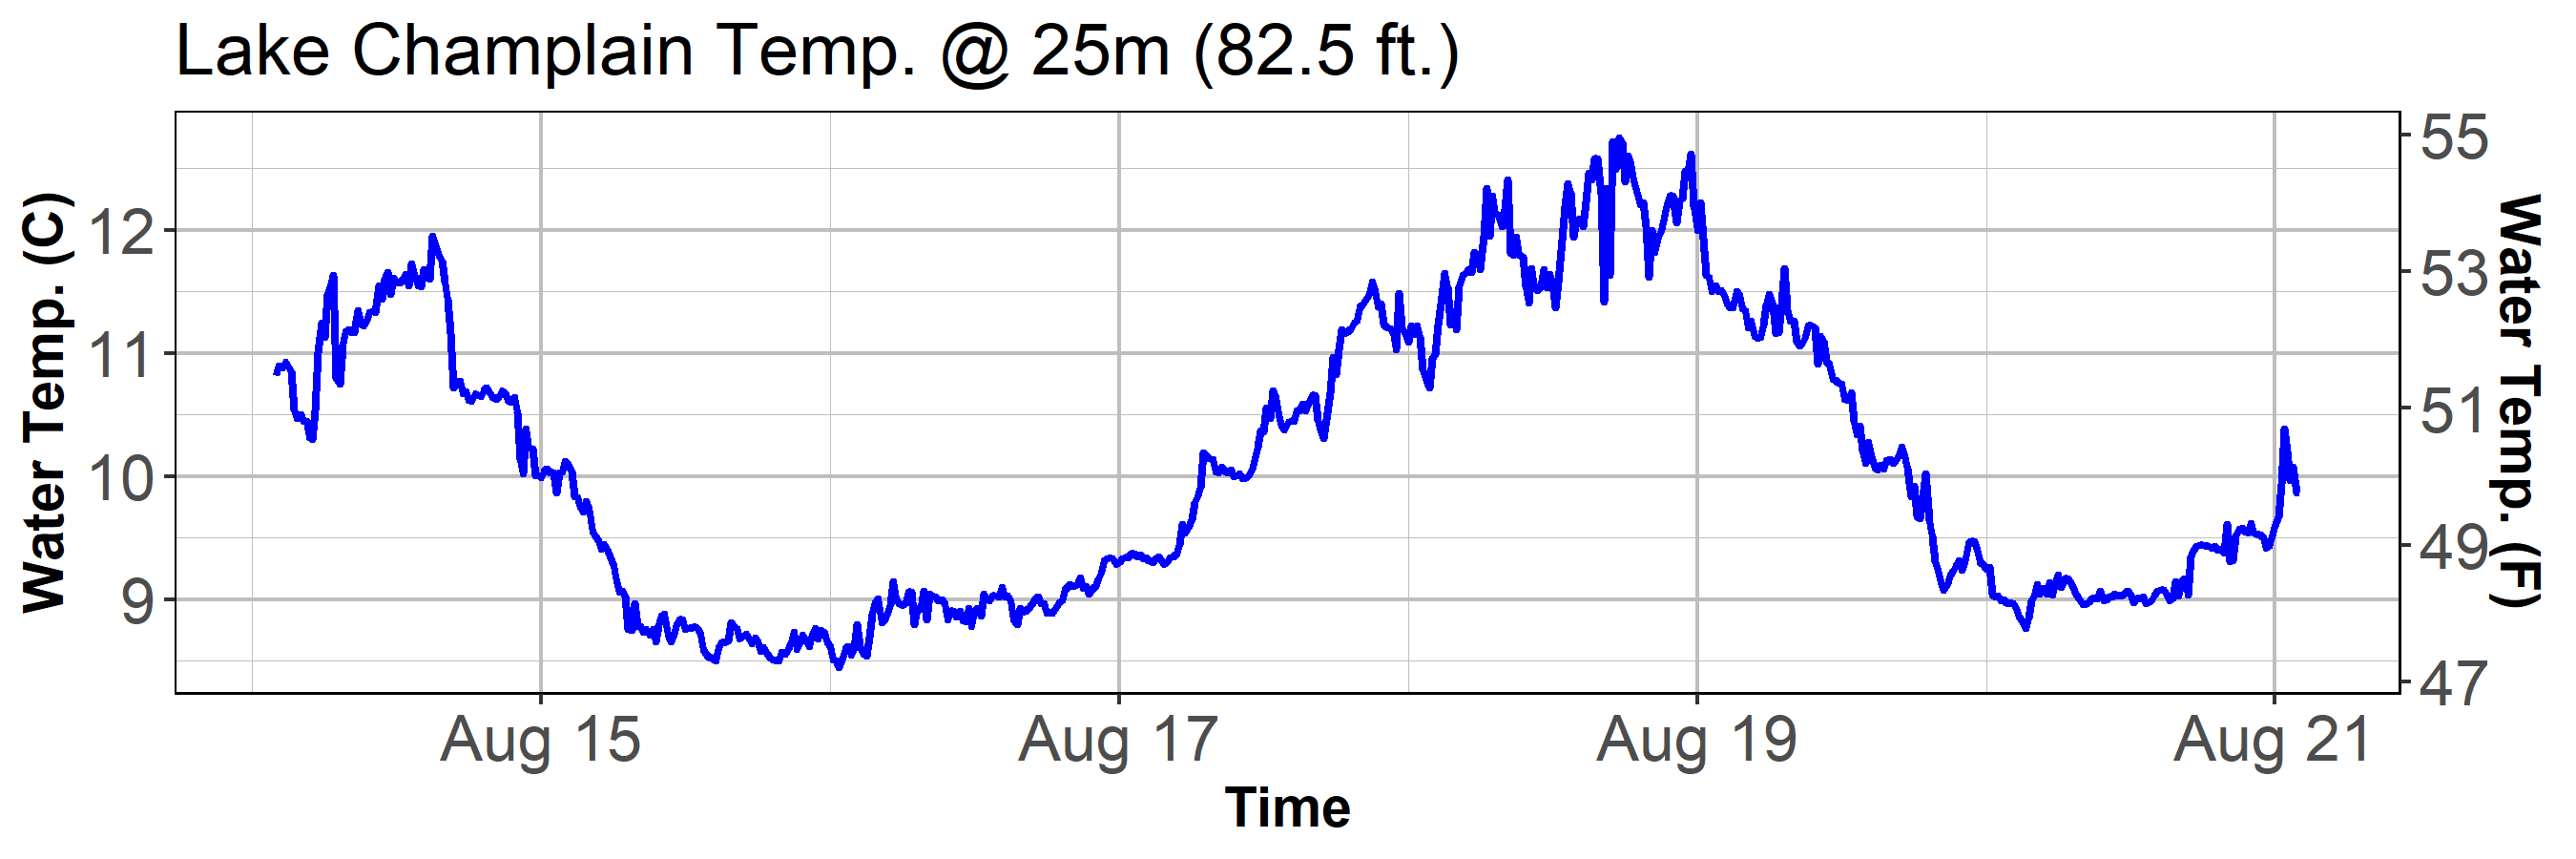 Lake Champlain Temp. @ 25m (82.5 ft.)
Water Temp. (C)
12
11
10
9
55
53
51
49
47
Water Temp. (F)
Aug 15
Aug 17
Aug 19
Aug 21
Time